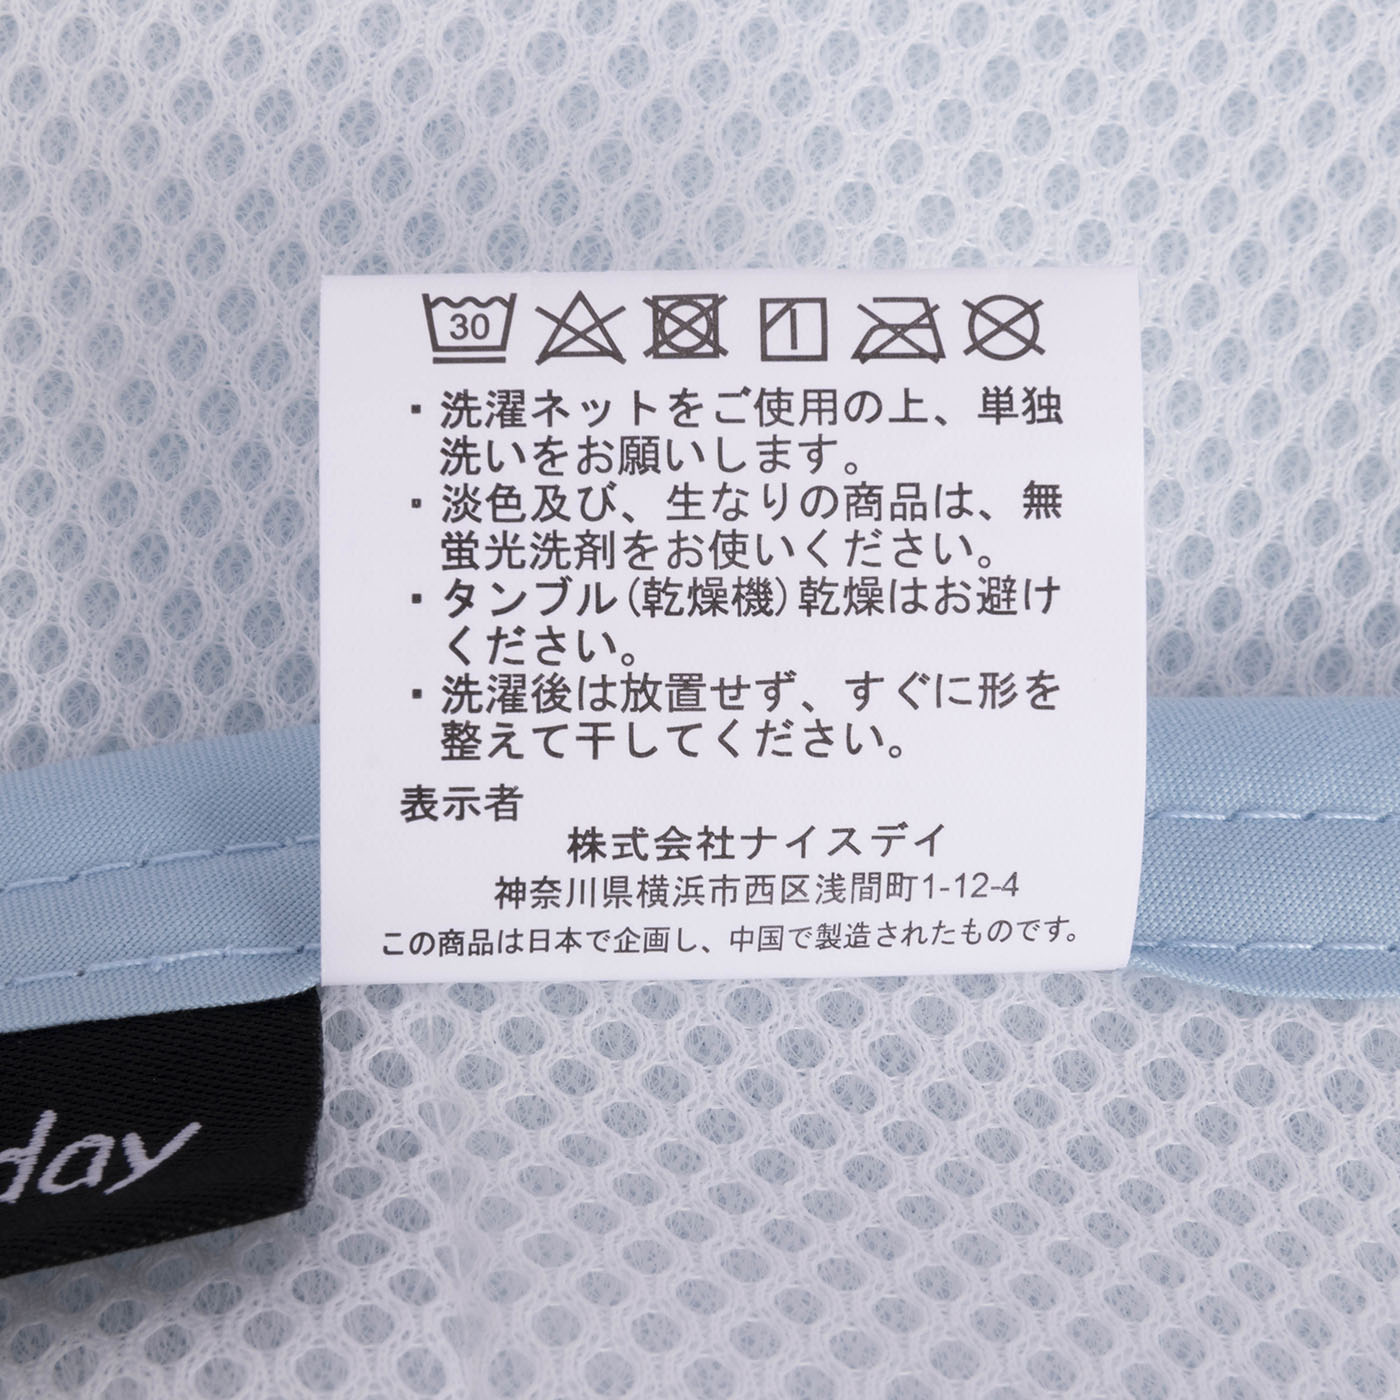 30
・洗濯ネットをご使用の上、単独
洗いをお願いします。
・淡色及び、生なりの商品は、無
蛍光洗剤をお使いください。
・タンブル(乾燥機)乾燥はお避け
ください。
・洗濯後は放置せず、すぐに形を
整えて干してください。
表示者
株式会社ナイスデイ
神奈川県横浜市西区浅間町1-12-4
この商品は日本で企画し、中国で製造されたものです。
day